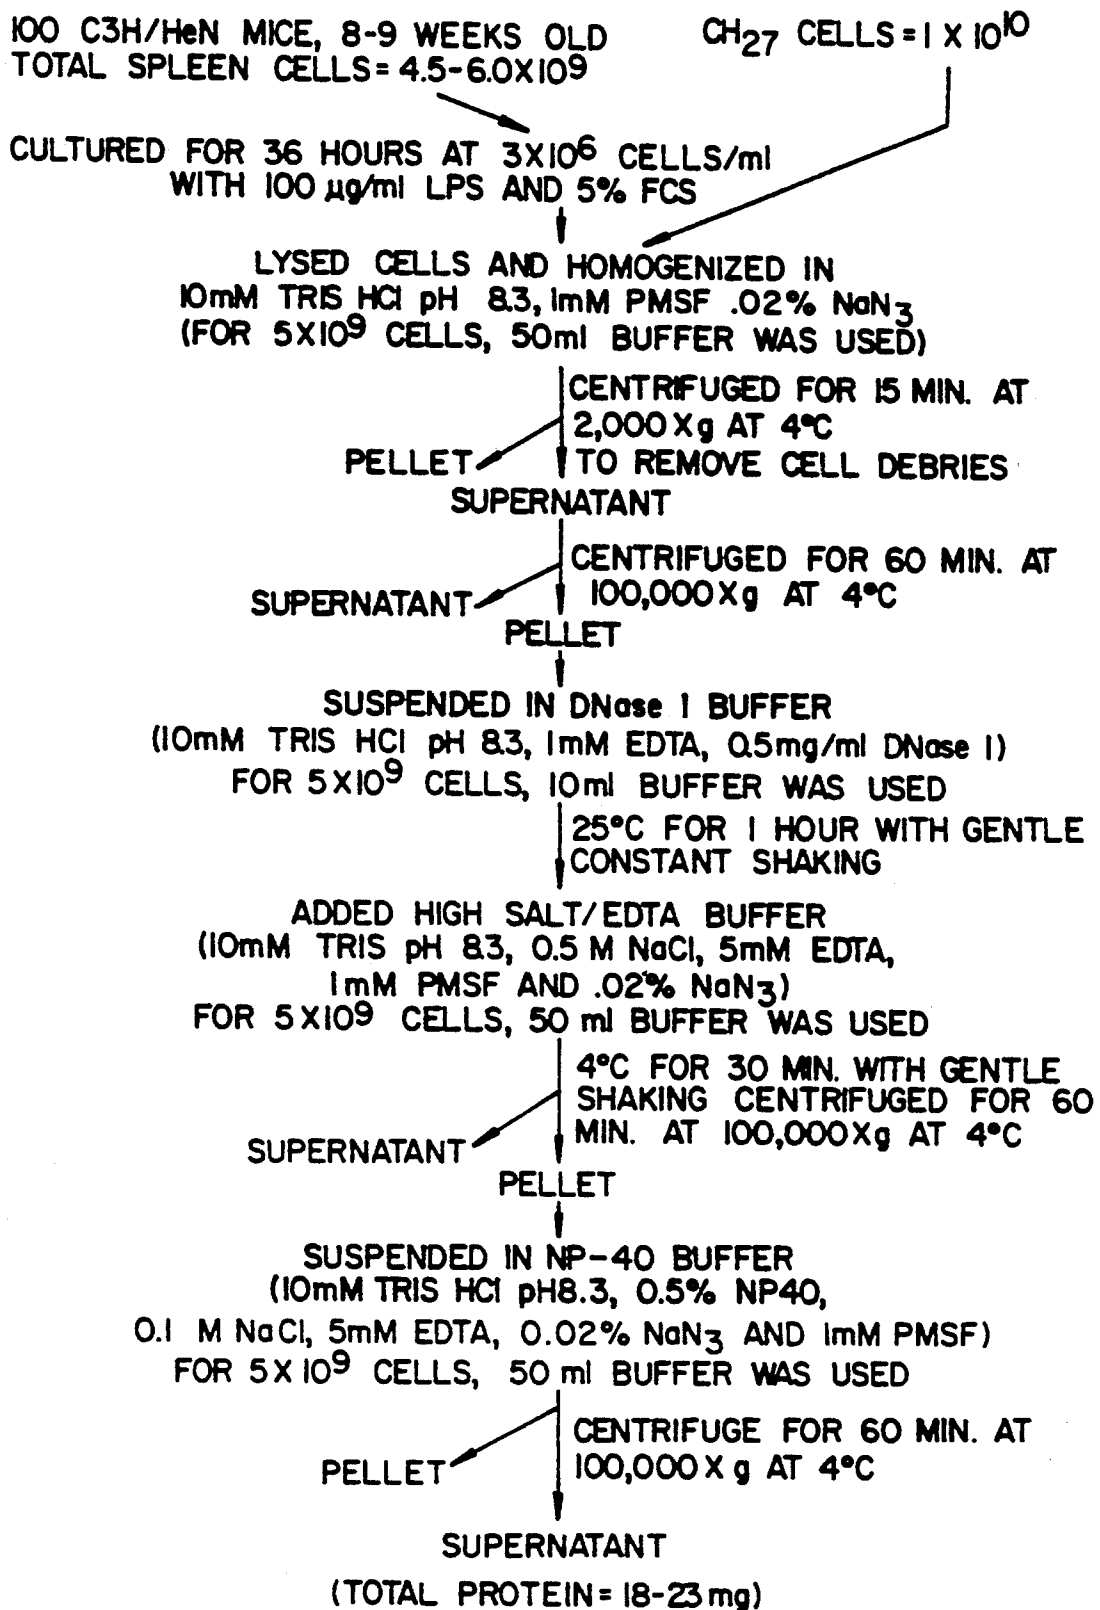 100 C3H/HeN MICE, 8-9 WEEKS OLD
TOTAL SPLEEN CELLS = 4.5-6.0X10⁹
CH₂₇ CELLS = 1 X 10¹⁰
CULTURED FOR 36 HOURS AT 3X10⁶ CELLS/ml
WITH 100 µg/ml LPS AND 5% FCS
LYSED CELLS AND HOMOGENIZED IN
10mM TRIS HCl pH 8.3, 1mM PMSF .02% NaN₃
(FOR 5X10⁹ CELLS, 50ml BUFFER WAS USED)
CENTRIFUGED FOR 15 MIN. AT
2,000Xg AT 4°C
TO REMOVE CELL DEBRIES
PELLET
SUPERNATANT
CENTRIFUGED FOR 60 MIN. AT
100,000Xg AT 4°C
SUPERNATANT
PELLET
SUSPENDED IN DNase 1 BUFFER
(10mM TRIS HCl pH 8.3, 1mM EDTA, 0.5mg/ml DNase 1)
FOR 5X10⁹ CELLS, 10ml BUFFER WAS USED
25°C FOR 1 HOUR WITH GENTLE
CONSTANT SHAKING
ADDED HIGH SALT/EDTA BUFFER
(10mM TRIS pH 8.3, 0.5 M NaCl, 5mM EDTA,
1mM PMSF AND .02% NaN₃)
FOR 5X10⁹ CELLS, 50 ml BUFFER WAS USED
4°C FOR 30 MIN. WITH GENTLE
SHAKING CENTRIFUGED FOR 60
MIN. AT 100,000Xg AT 4°C
SUPERNATANT
PELLET
SUSPENDED IN NP-40 BUFFER
(10mM TRIS HCl pH8.3, 0.5% NP40,
0.1 M NaCl, 5mM EDTA, 0.02% NaN₃ AND 1mM PMSF)
FOR 5X10⁹ CELLS, 50 ml BUFFER WAS USED
CENTRIFUGE FOR 60 MIN. AT
100,000X g AT 4°C
PELLET
SUPERNATANT
(TOTAL PROTEIN = 18-23 mg)